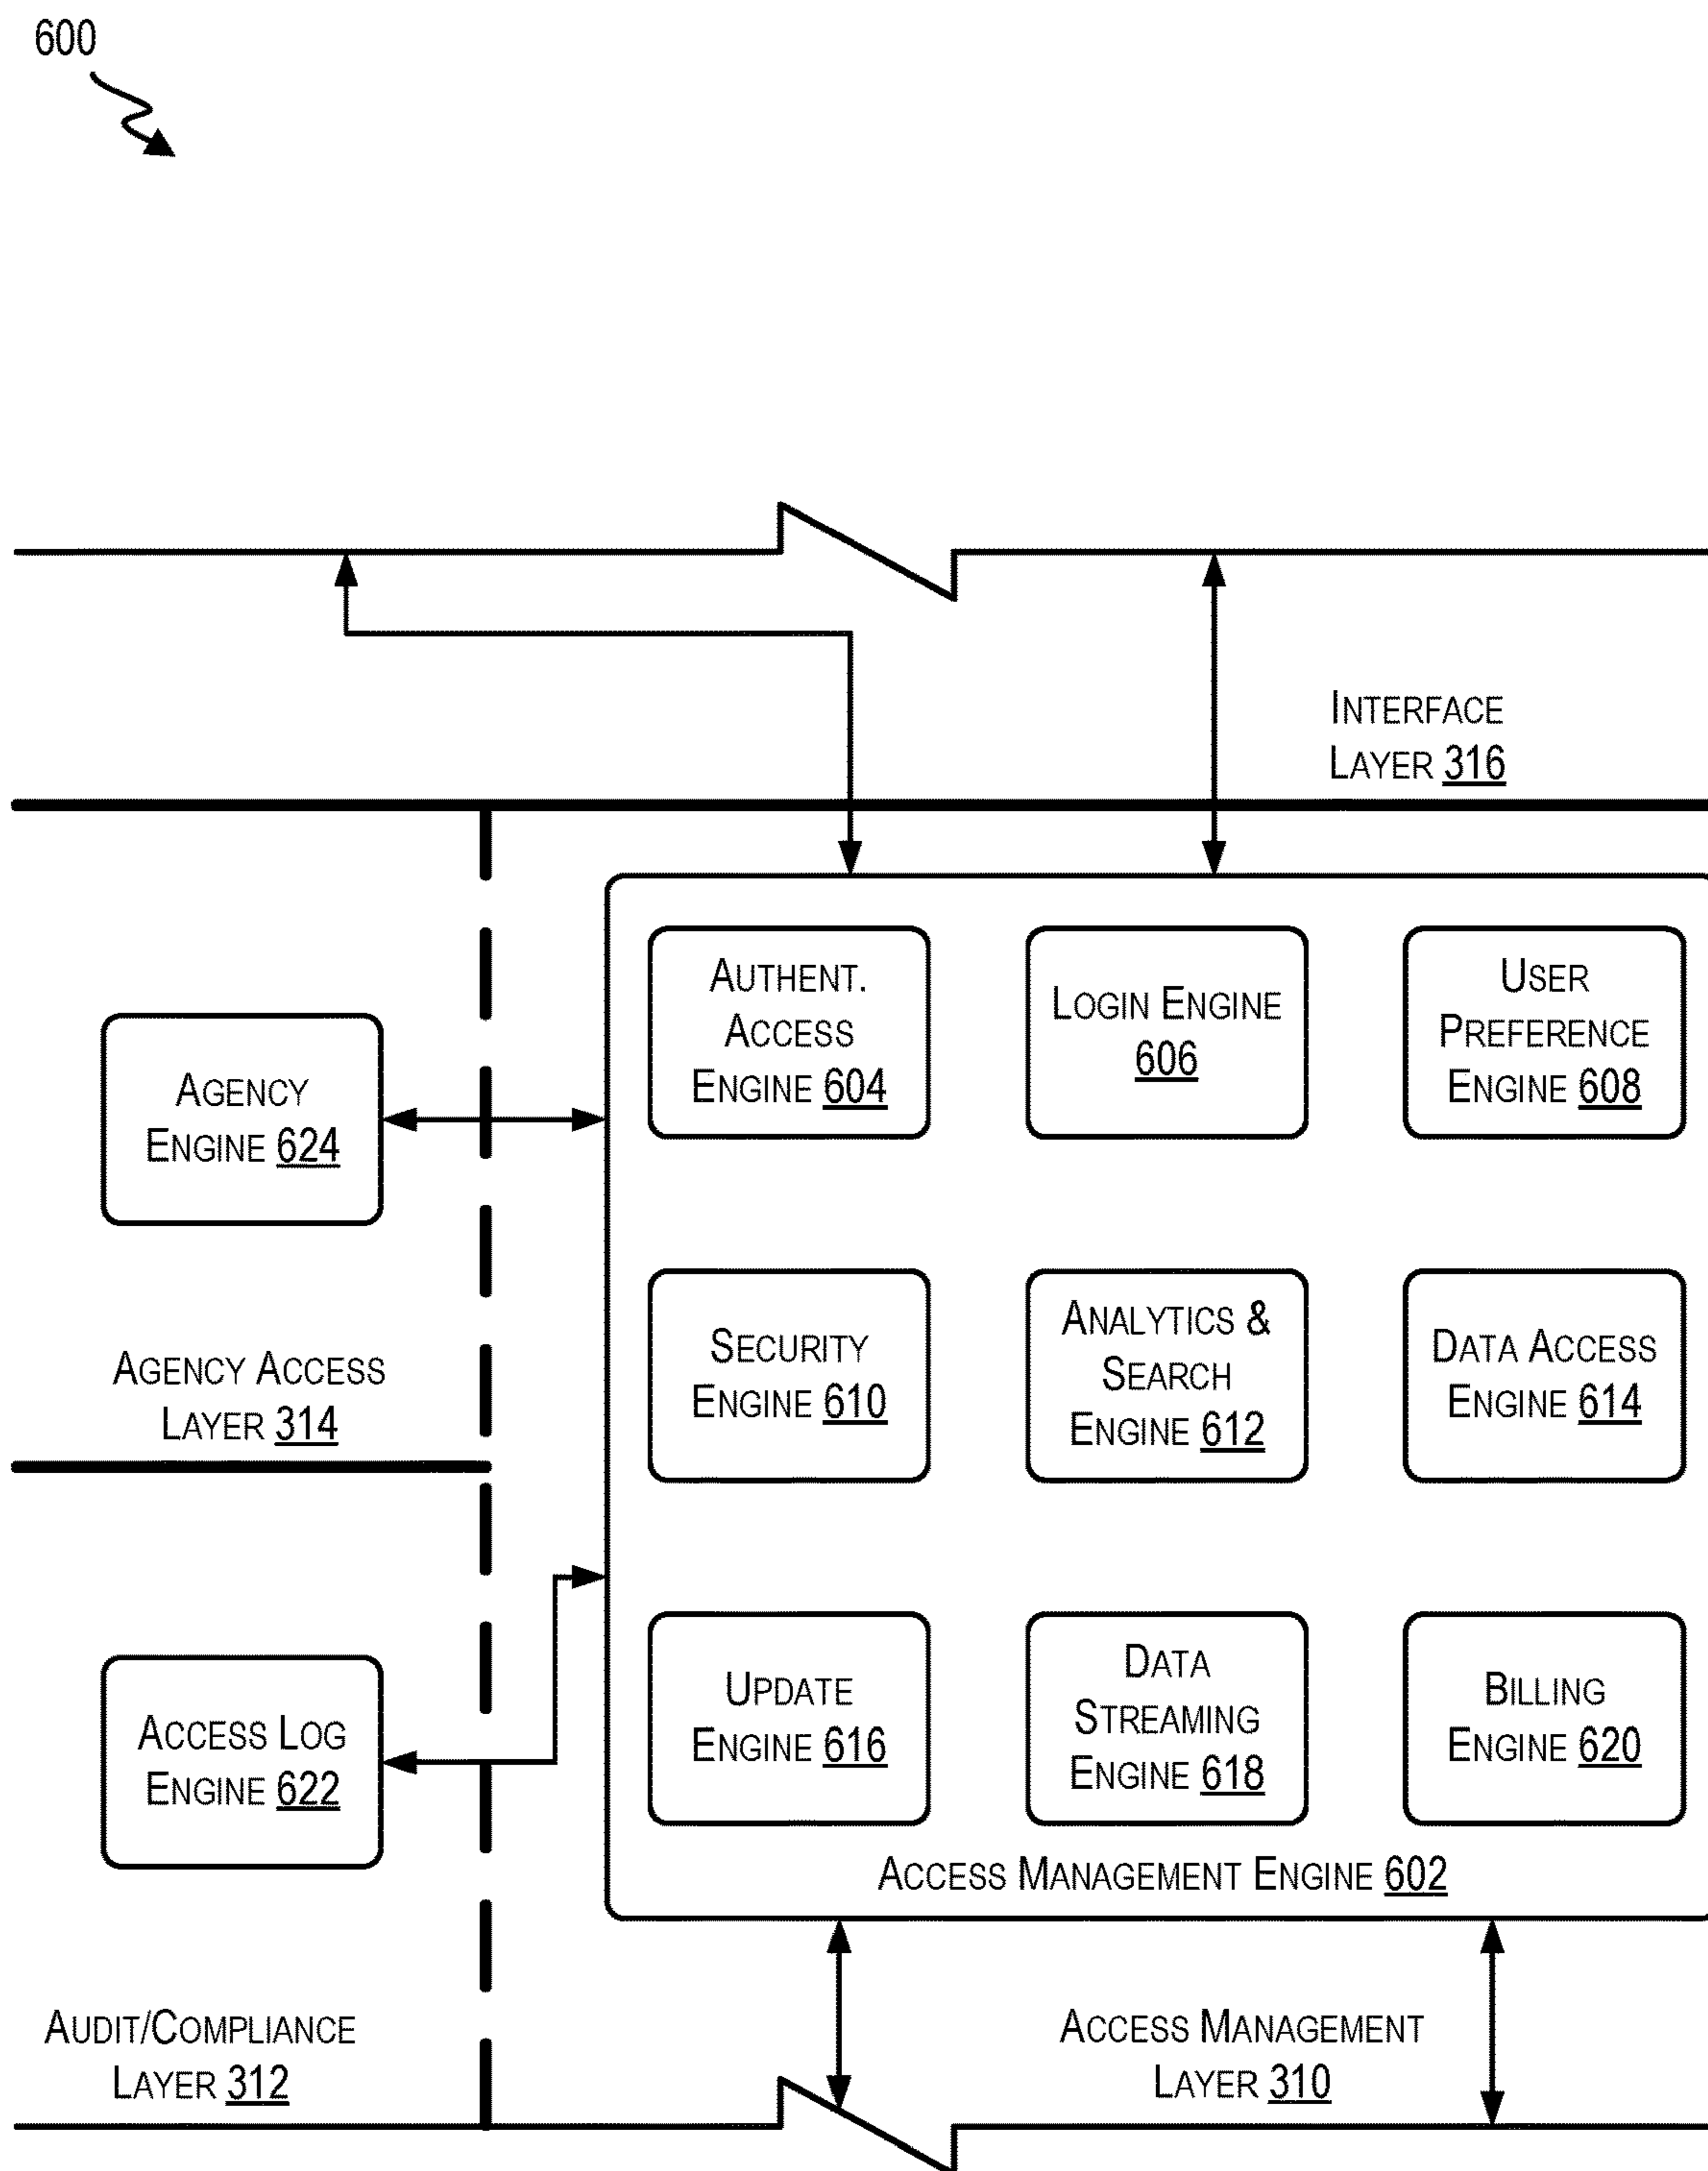 600
INTERFACE
LAYER 316
AUTHENT.
ACCESS
ENGINE 604
LOGIN ENGINE
606
USER
PREFERENCE
ENGINE 608
AGENCY
ENGINE 624
SECURITY
ENGINE 610
ANALYTICS &
SEARCH
ENGINE 612
DATA ACCESS
ENGINE 614
AGENCY ACCESS
LAYER 314
UPDATE
ENGINE 616
DATA
STREAMING
ENGINE 618
BILLING
ENGINE 620
ACCESS LOG
ENGINE 622
ACCESS MANAGEMENT ENGINE 602
AUDIT/COMPLIANCE
LAYER 312
ACCESS MANAGEMENT
LAYER 310